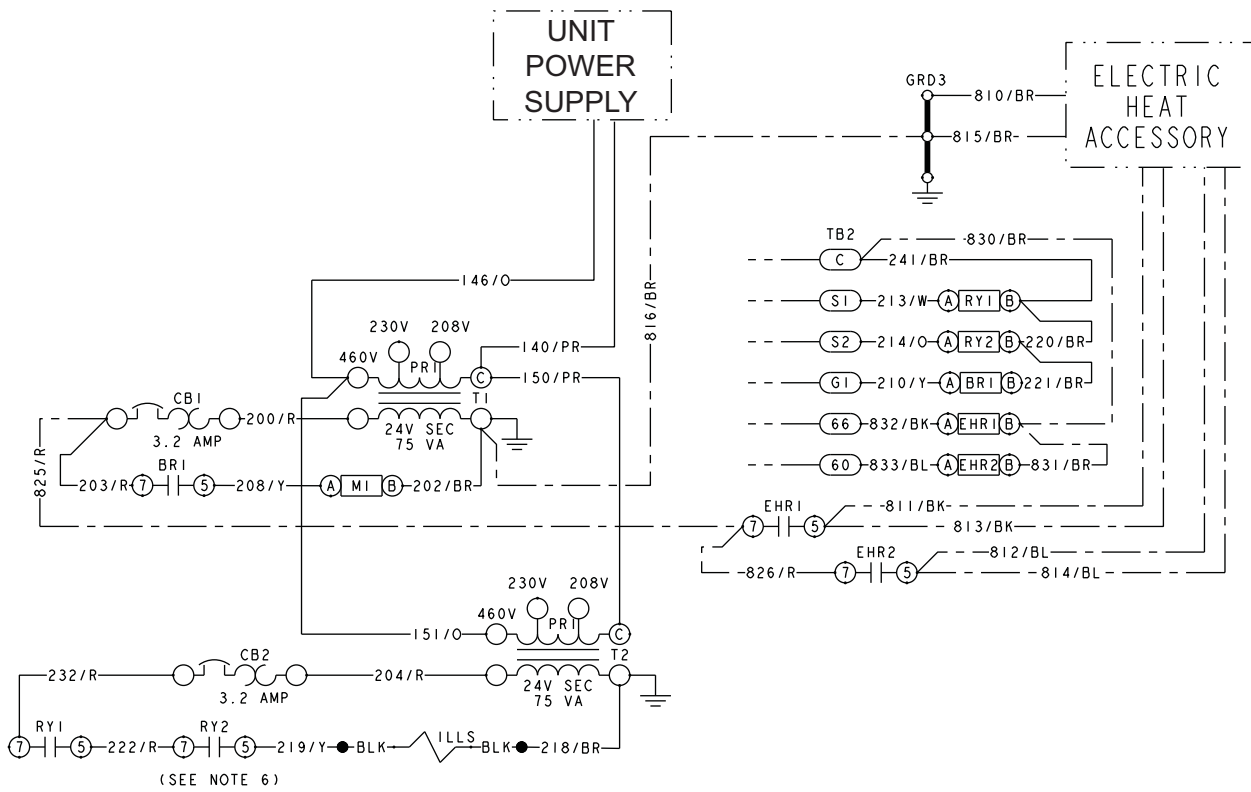 UNIT
POWER
SUPPLY
GRD3
810/BR
815/BR
ELECTRIC
HEAT
ACCESSORY
TB2
830/BR
C
241/BR
146/O
816/BR
S1 213/W A RY1 B
230V 208V
140/PR
S2 214/O A RY2 B 220/BR
460V PR1 C 150/PR
T1
G1 210/Y A BR1 B 221/BR
CB1
200/R
3.2 AMP
24V SEC
75 VA
66 832/BK A EHR1 B
825/R
BR1
203/R 7 5 208/Y A M1 B 202/BR
60 833/BL A EHR2 B 831/BR
EHR1
7 5
811/BK
813/BK
EHR2
826/R 7 5
812/BL
814/BL
230V 208V
460V
151/O PR1 C
T2
CB2
232/R 204/R
3.2 AMP
24V SEC
75 VA
RY1 RY2 1LLS
7 5 222/R 7 5 219/Y BLK BLK 218/BR
(SEE NOTE 6)